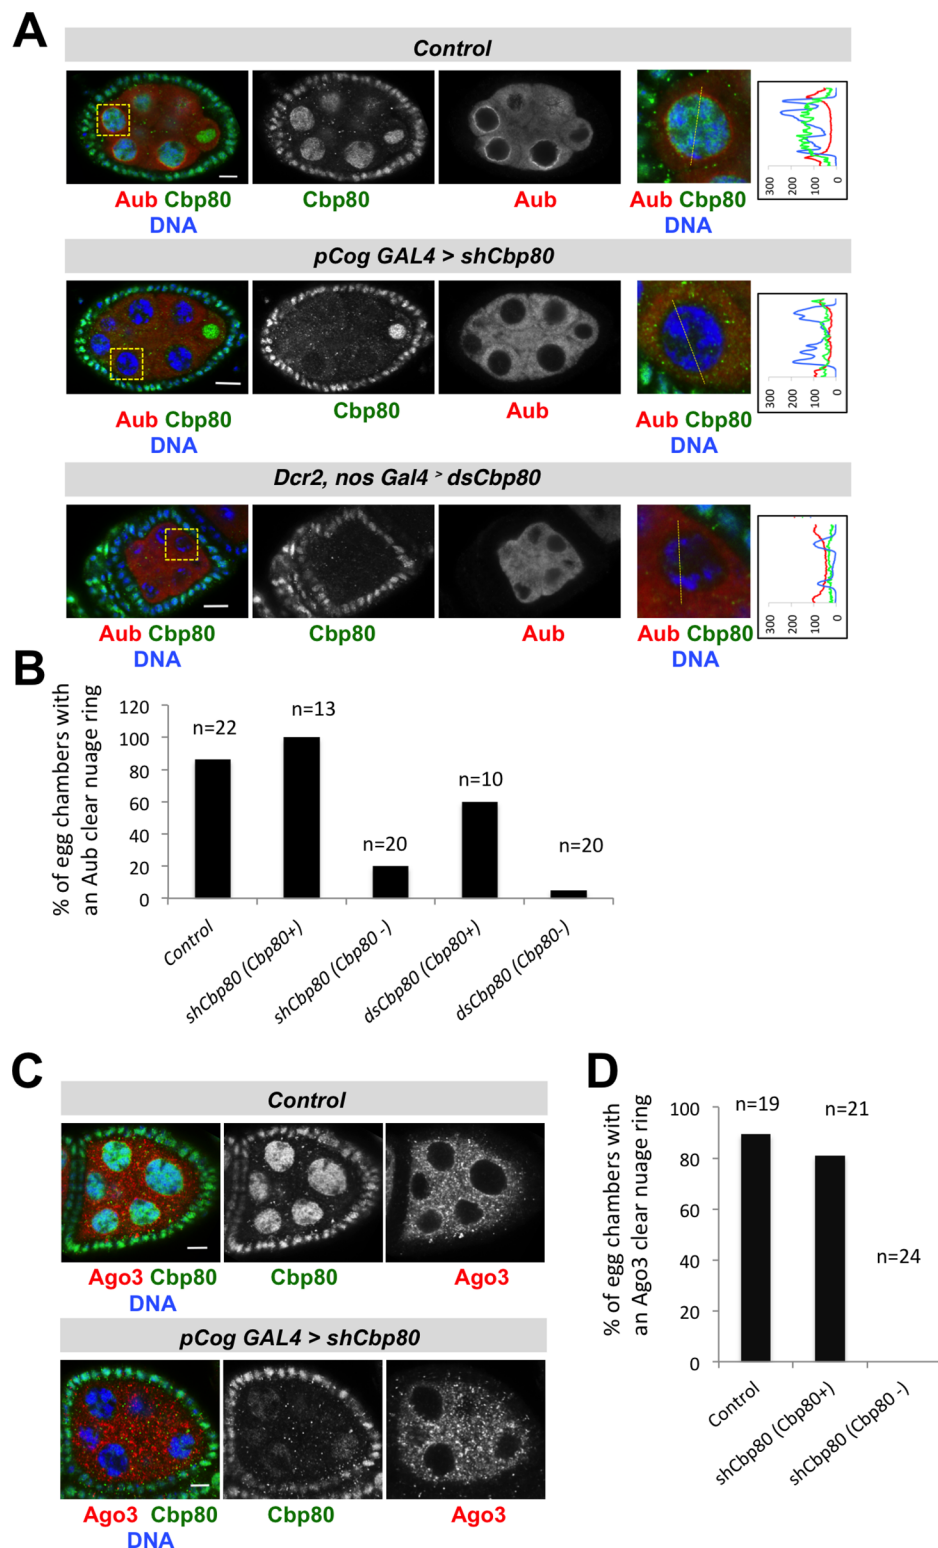 A
Control
Aub Cbp80
DNA
Cbp80
Aub
Aub Cbp80
DNA
300
200
100
0
pCog GAL4 > shCbp80
Aub Cbp80
DNA
Cbp80
Aub
Aub Cbp80
DNA
300
200
100
0
Dcr2, nos Gal4 > dsCbp80
Aub Cbp80
DNA
Cbp80
Aub
Aub Cbp80
DNA
300
200
100
0
B
% of egg chambers with
an Aub clear nuage ring
120
100
80
60
40
20
0
n=22
n=13
n=20
n=10
n=20
Control
shCbp80 (Cbp80+)
shCbp80 (Cbp80 -)
dsCbp80 (Cbp80+)
dsCbp80 (Cbp80-)
C
Control
Ago3 Cbp80
DNA
Cbp80
Ago3
pCog GAL4 > shCbp80
Ago3 Cbp80
DNA
Cbp80
Ago3
D
% of egg chambers with
an Ago3 clear nuage ring
100
80
60
40
20
0
n=19
n=21
n=24
Control
shCbp80 (Cbp80+)
shCbp80 (Cbp80 -)